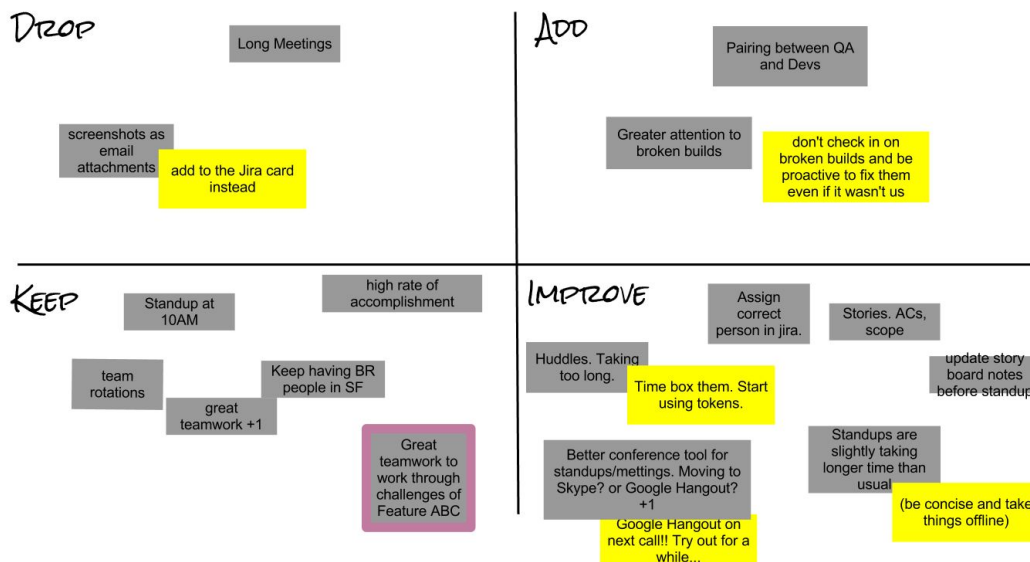 DROP
Long Meetings
screenshots as
email
attachments
add to the Jira card
instead
ADD
Pairing between QA
and Devs
Greater attention to
broken builds
don't check in on
broken builds and be
proactive to fix them
even if it wasn't us
KEEP
Standup at
10AM
high rate of
accomplishment
team
rotations
great
teamwork +1
Keep having BR
people in SF
Great
teamwork to
work through
challenges of
Feature ABC
IMPROVE
Assign
correct
person in jira.
Stories. ACs,
scope
Huddles. Taking
too long.
Time box them. Start
using tokens.
update story
board notes
before standup
Better conference tool for
standups/mettings. Moving to
Skype? or Google Hangout?
+1
Google Hangout on
next call!! Try out for a
while...
Standups are
slightly taking
longer time than
usual
(be concise and take
things offline)